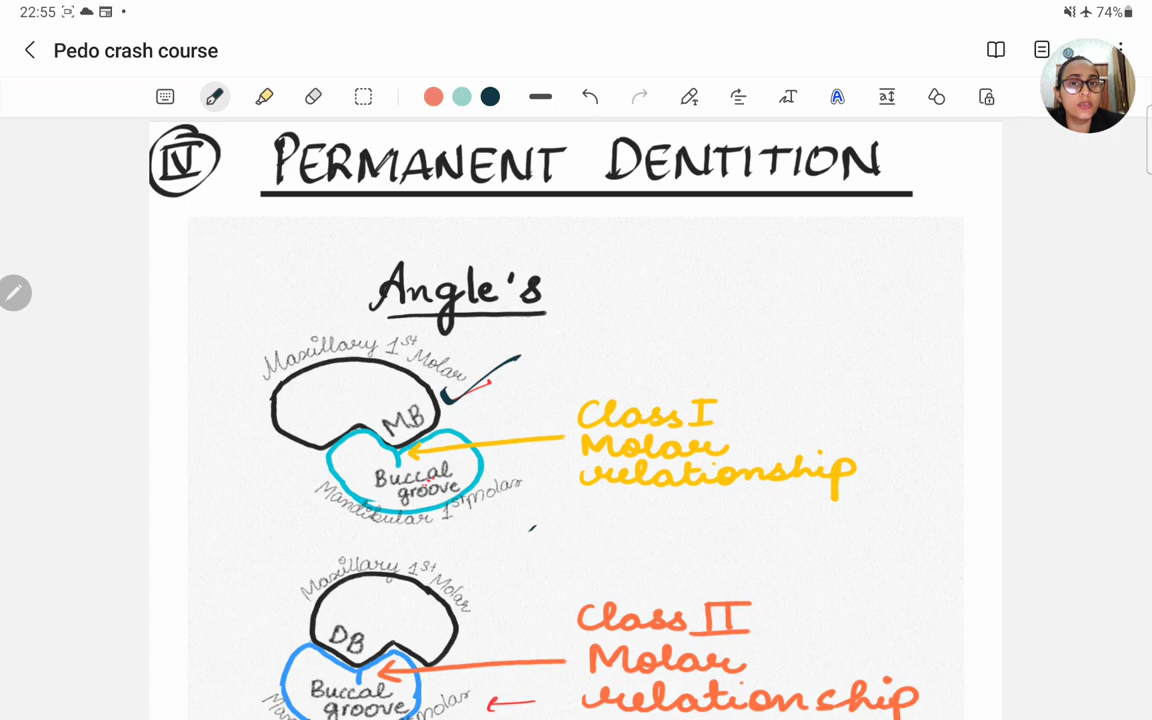 22:55
74%
Pedo crash course
IV PERMANENT DENTITION
Angle's
Maxillary 1st Molar
MB
Class I
Molar
relationship
Buccal
groove
Mandibular 1st molar
Maxillary 1st Molar
DB
Class II
Molar
relationship
Buccal
groove
molar